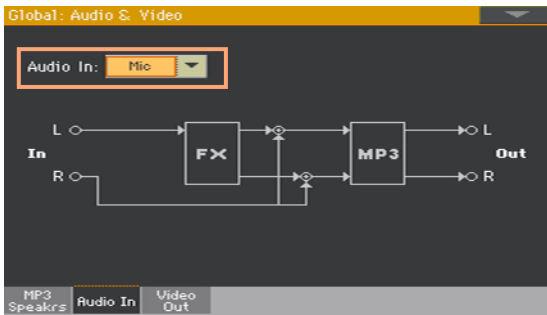 Global: Audio & Video
Audio In: Mic
L
L
In
FX
MP3
Out
R
R
MP3 Speakrs
Audio In
Video Out